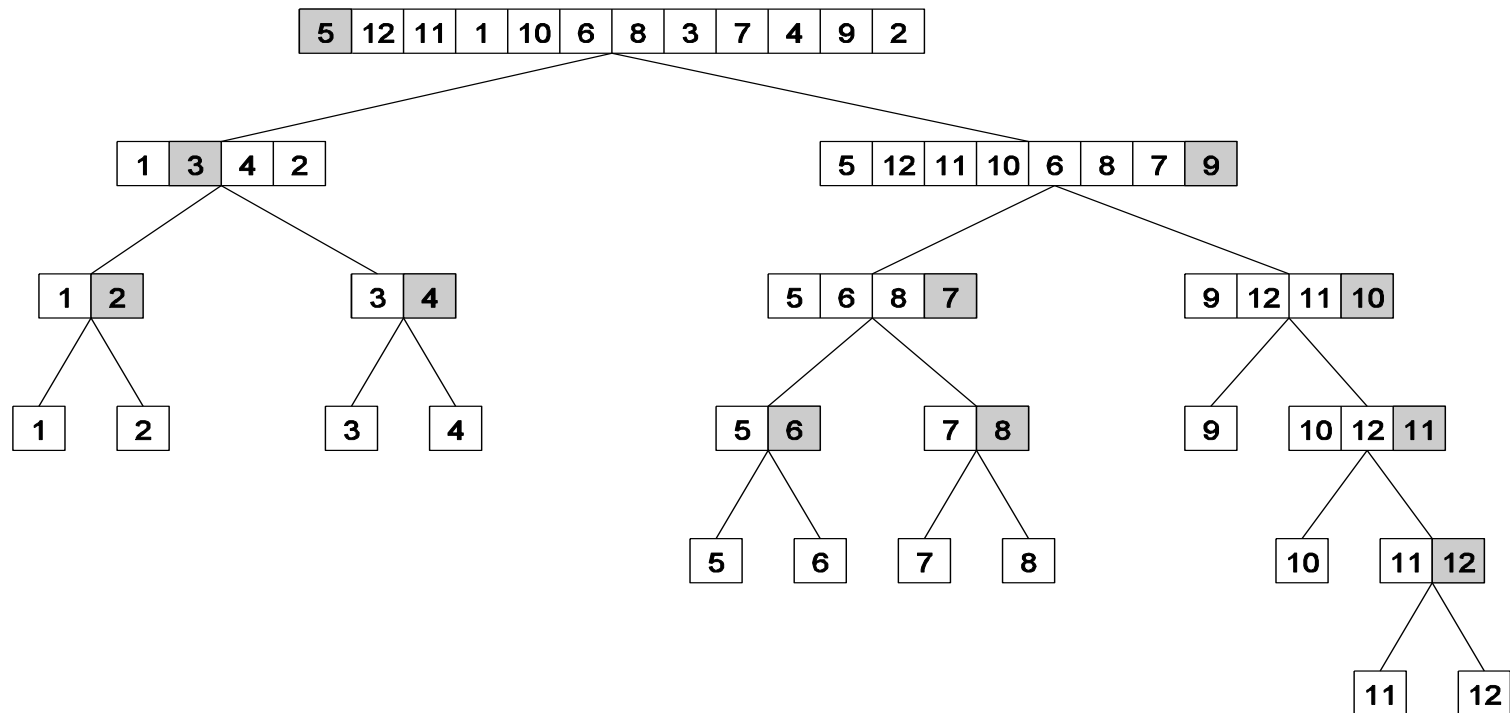 5 12 11 1 10 6 8 3 7 4 9 2
1 3 4 2 5 12 11 10 6 8 7 9
1 2 3 4 5 6 8 7 9 12 11 10
1 2 3 4 5 6 7 8 9 10 12 11
5 6 7 8 10 11 12
11 12